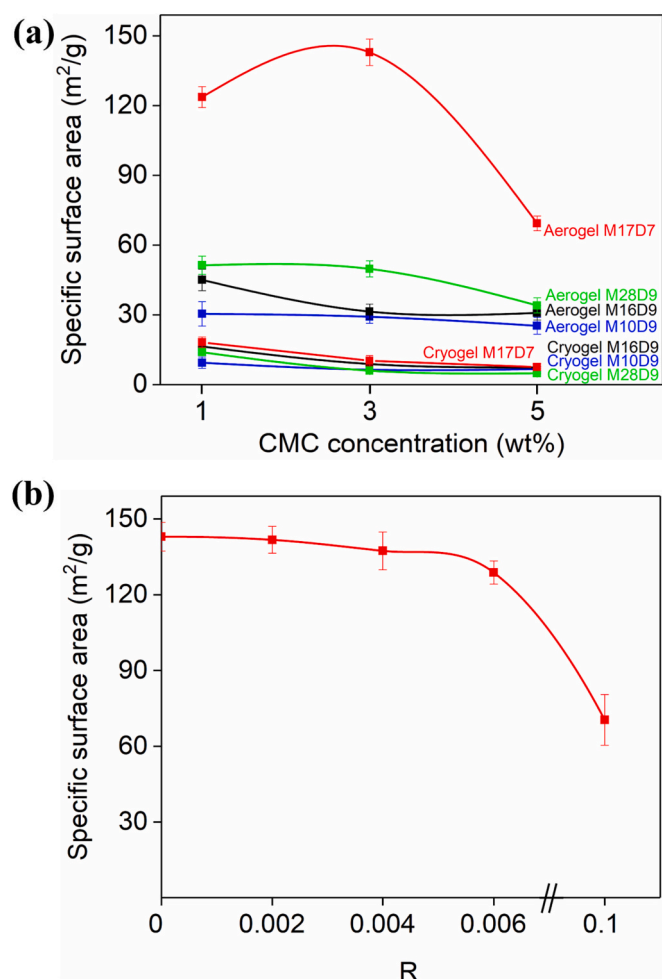 (a)
150
120
90
60
30
0
Specific surface area (m²/g)
Aerogel M17D7
Aerogel M28D9
Aerogel M16D9
Aerogel M10D9
Cryogel M17D7
Cryogel M16D9
Cryogel M10D9
Cryogel M28D9
1 3 5
CMC concentration (wt%)
(b)
150
120
90
60
30
Specific surface area (m²/g)
0 0.002 0.004 0.006 0.1
R